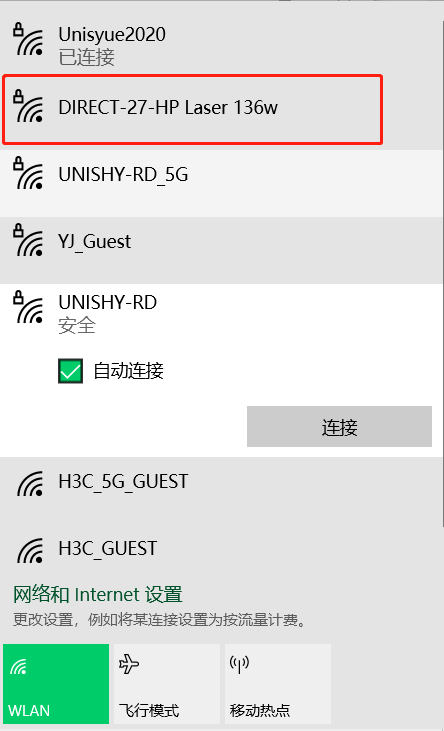 Unisyue2020
已连接
DIRECT-27-HP Laser 136w
UNISHY-RD_5G
YJ_Guest
UNISHY-RD
安全
自动连接
连接
H3C_5G_GUEST
H3C_GUEST
网络和 Internet 设置
更改设置，例如将某连接设置为按流量计费。
WLAN
飞行模式
移动热点